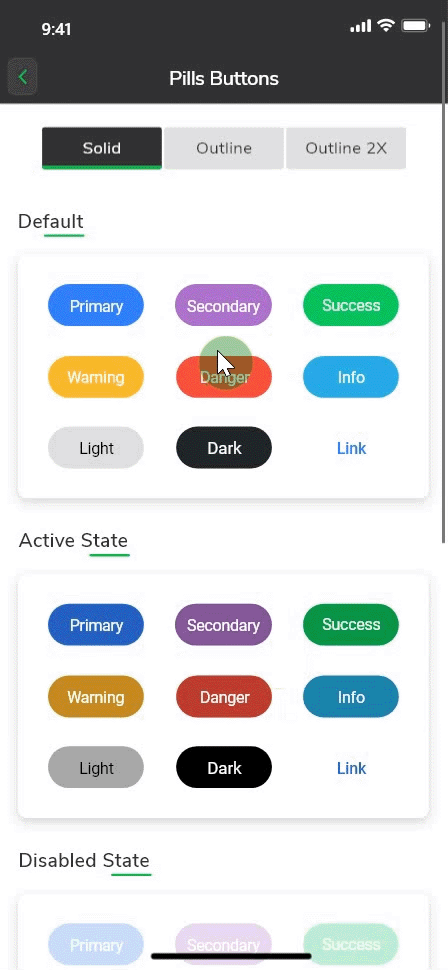 9:41
Pills Buttons
Solid Outline Outline 2X
Default
Primary Secondary Success
Warning Danger Info
Light Dark Link
Active State
Primary Secondary Success
Warning Danger Info
Light Dark Link
Disabled State
Primary Secondary Success